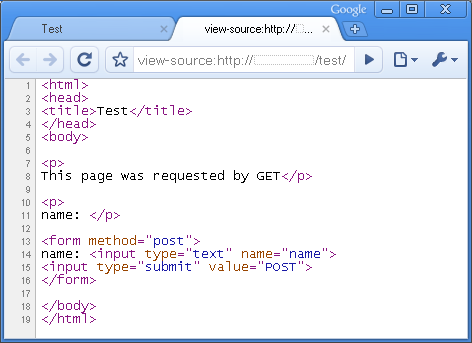 Google
Test
view-source:http:// ...
view-source:http:// /test/
1 <html>
2 <head>
3 <title>Test</title>
4 </head>
5 <body>
6
7 <p>
8 This page was requested by GET</p>
9
10 <p>
11 name: </p>
12
13 <form method="post">
14 name: <input type="text" name="name">
15 <input type="submit" value="POST">
16 </form>
17
18 </body>
19 </html>